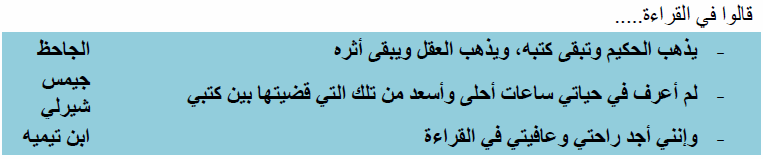 قالوا في القراءة.....
- يذهب الحكيم وتبقى كتبه، ويذهب العقل ويبقى أثره الجاحظ
- لم أعرف في حياتي ساعات أحلى وأسعد من تلك التي قضيتها بين كتبي جيمس شيرلي
- وإنني أجد راحتي وعافيتي في القراءة ابن تيميه